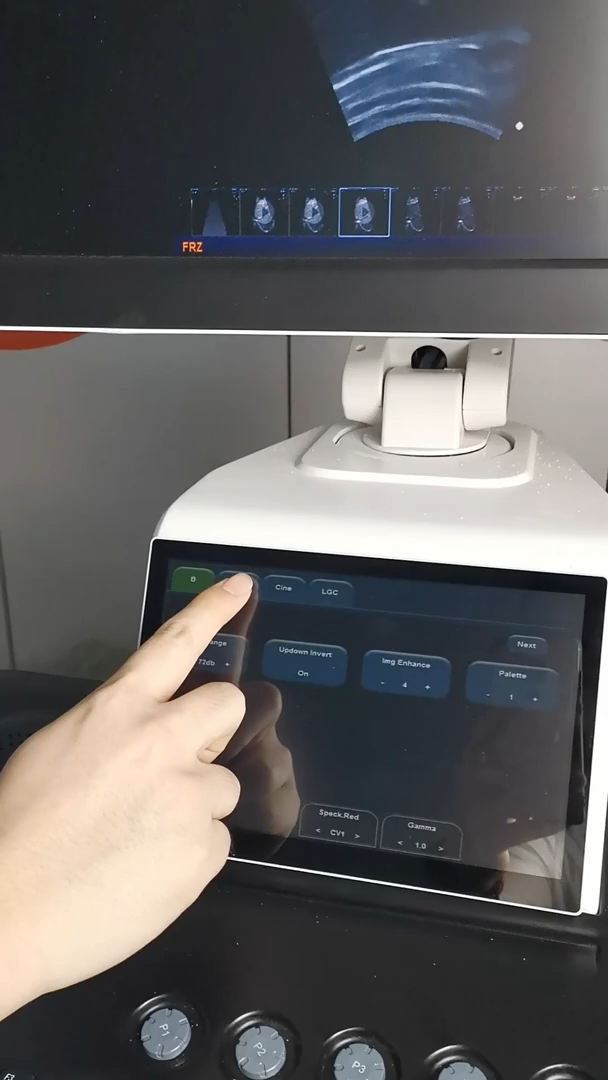 FRZ
B
Cine
LGC
Next
ange
72db +
Updown Invert
On
Img Enhance
- 4 +
Palette
- 1 +
Speck.Red
< CV1 >
Gamma
< 1.0 >
P1
P2
P3